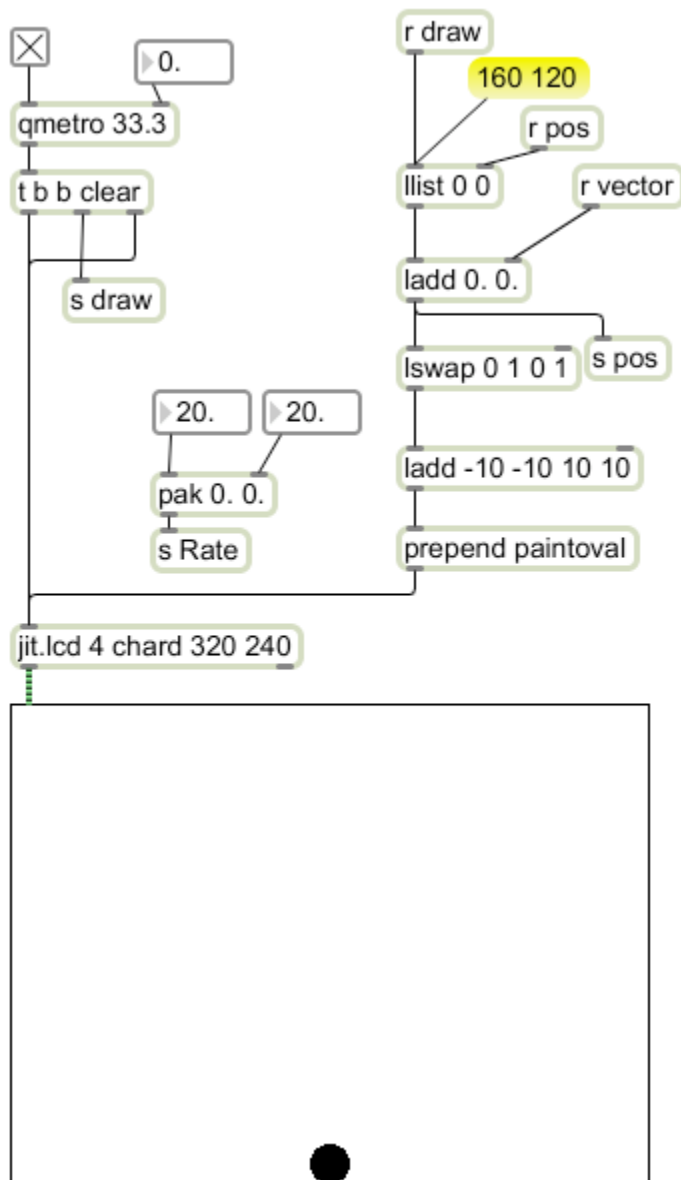 0.
qmetro 33.3
t b b clear
s draw
20.
20.
pak 0. 0.
s Rate
r draw
160 120
r pos
llist 0 0
r vector
ladd 0. 0.
lswap 0 1 0 1
s pos
ladd -10 -10 10 10
prepend paintoval
jit.lcd 4 chard 320 240